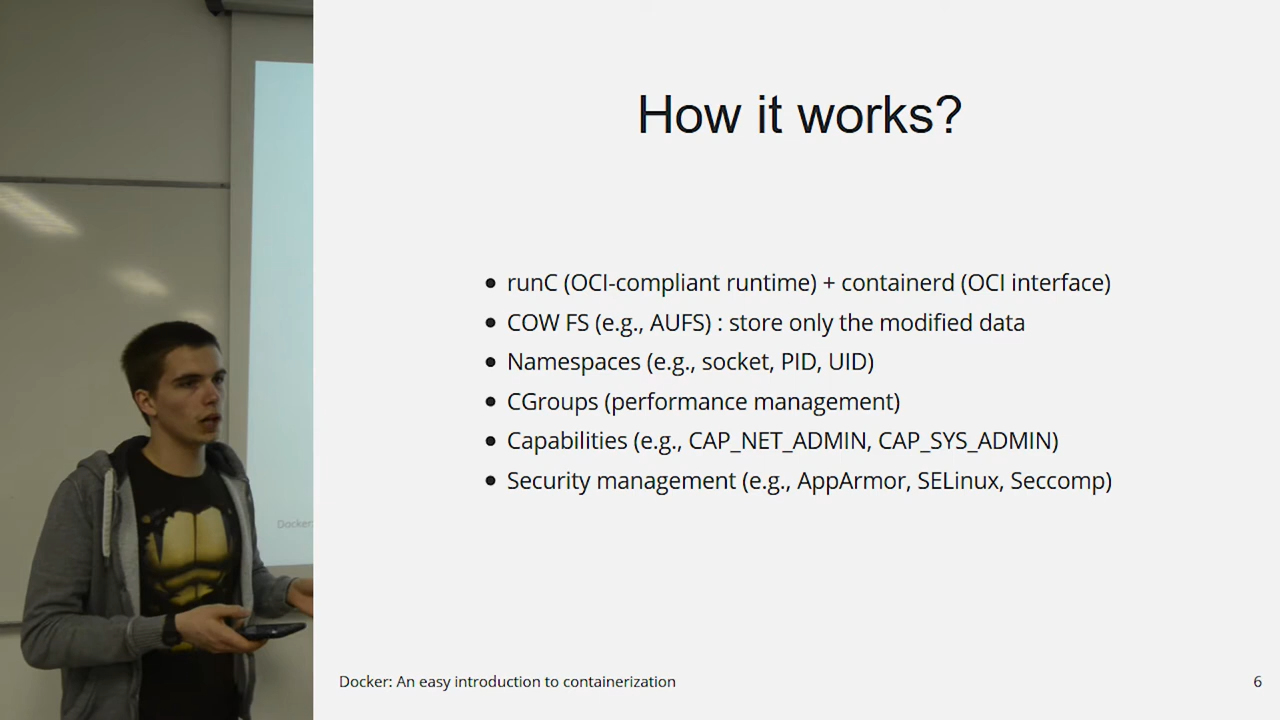 How it works?
runC (OCI-compliant runtime) + containerd (OCI interface)
COW FS (e.g., AUFS) : store only the modified data
Namespaces (e.g., socket, PID, UID)
CGroups (performance management)
Capabilities (e.g., CAP_NET_ADMIN, CAP_SYS_ADMIN)
Security management (e.g., AppArmor, SELinux, Seccomp)
Docker:
Docker: An easy introduction to containerization
6